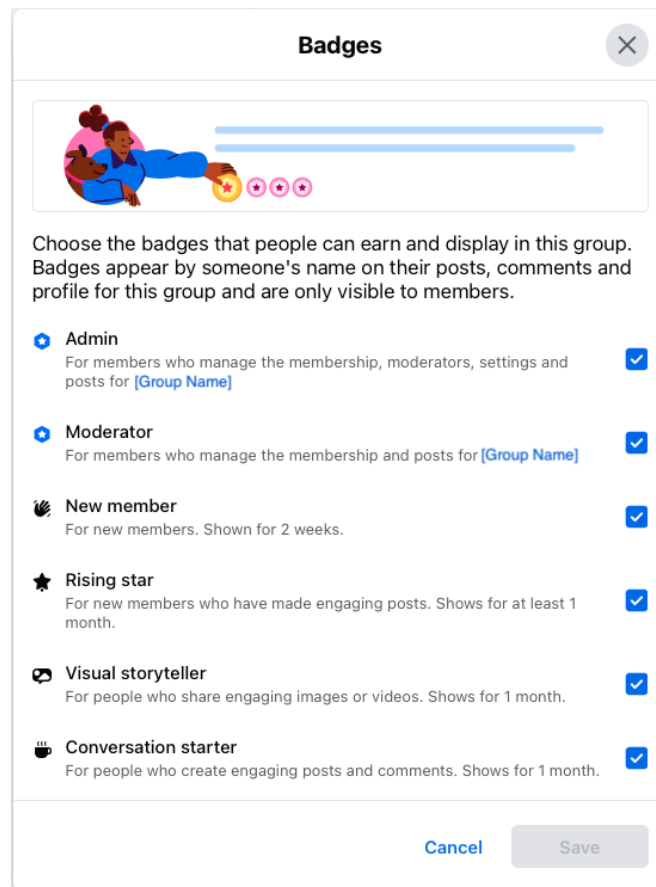 Badges
Choose the badges that people can earn and display in this group.
Badges appear by someone's name on their posts, comments and
profile for this group and are only visible to members.
Admin
For members who manage the membership, moderators, settings and
posts for [Group Name]
Moderator
For members who manage the membership and posts for [Group Name]
New member
For new members. Shown for 2 weeks.
Rising star
For new members who have made engaging posts. Shows for at least 1
month.
Visual storyteller
For people who share engaging images or videos. Shows for 1 month.
Conversation starter
For people who create engaging posts and comments. Shows for 1 month.
Cancel Save